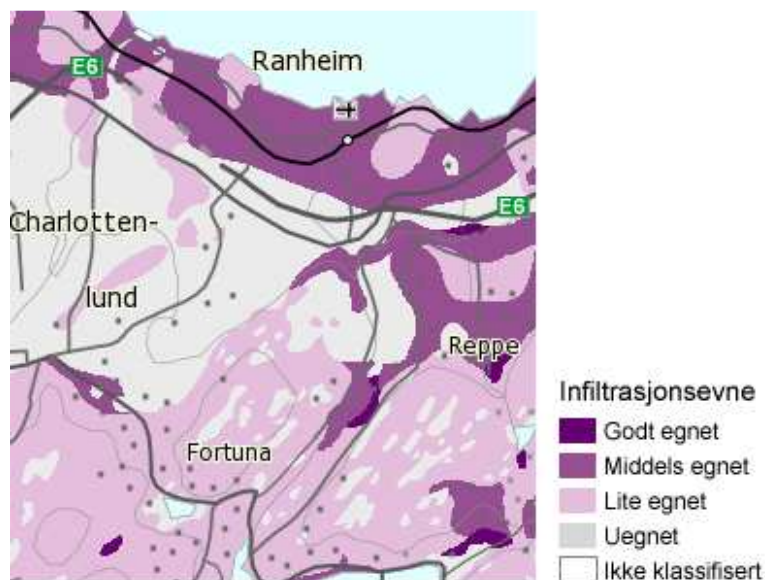 Ranheim
E6
E6
Charlotten-
lund
Reppe
Fortuna
Infiltrasjonsevne
Godt egnet
Middels egnet
Lite egnet
Uegnet
Ikke klassifisert